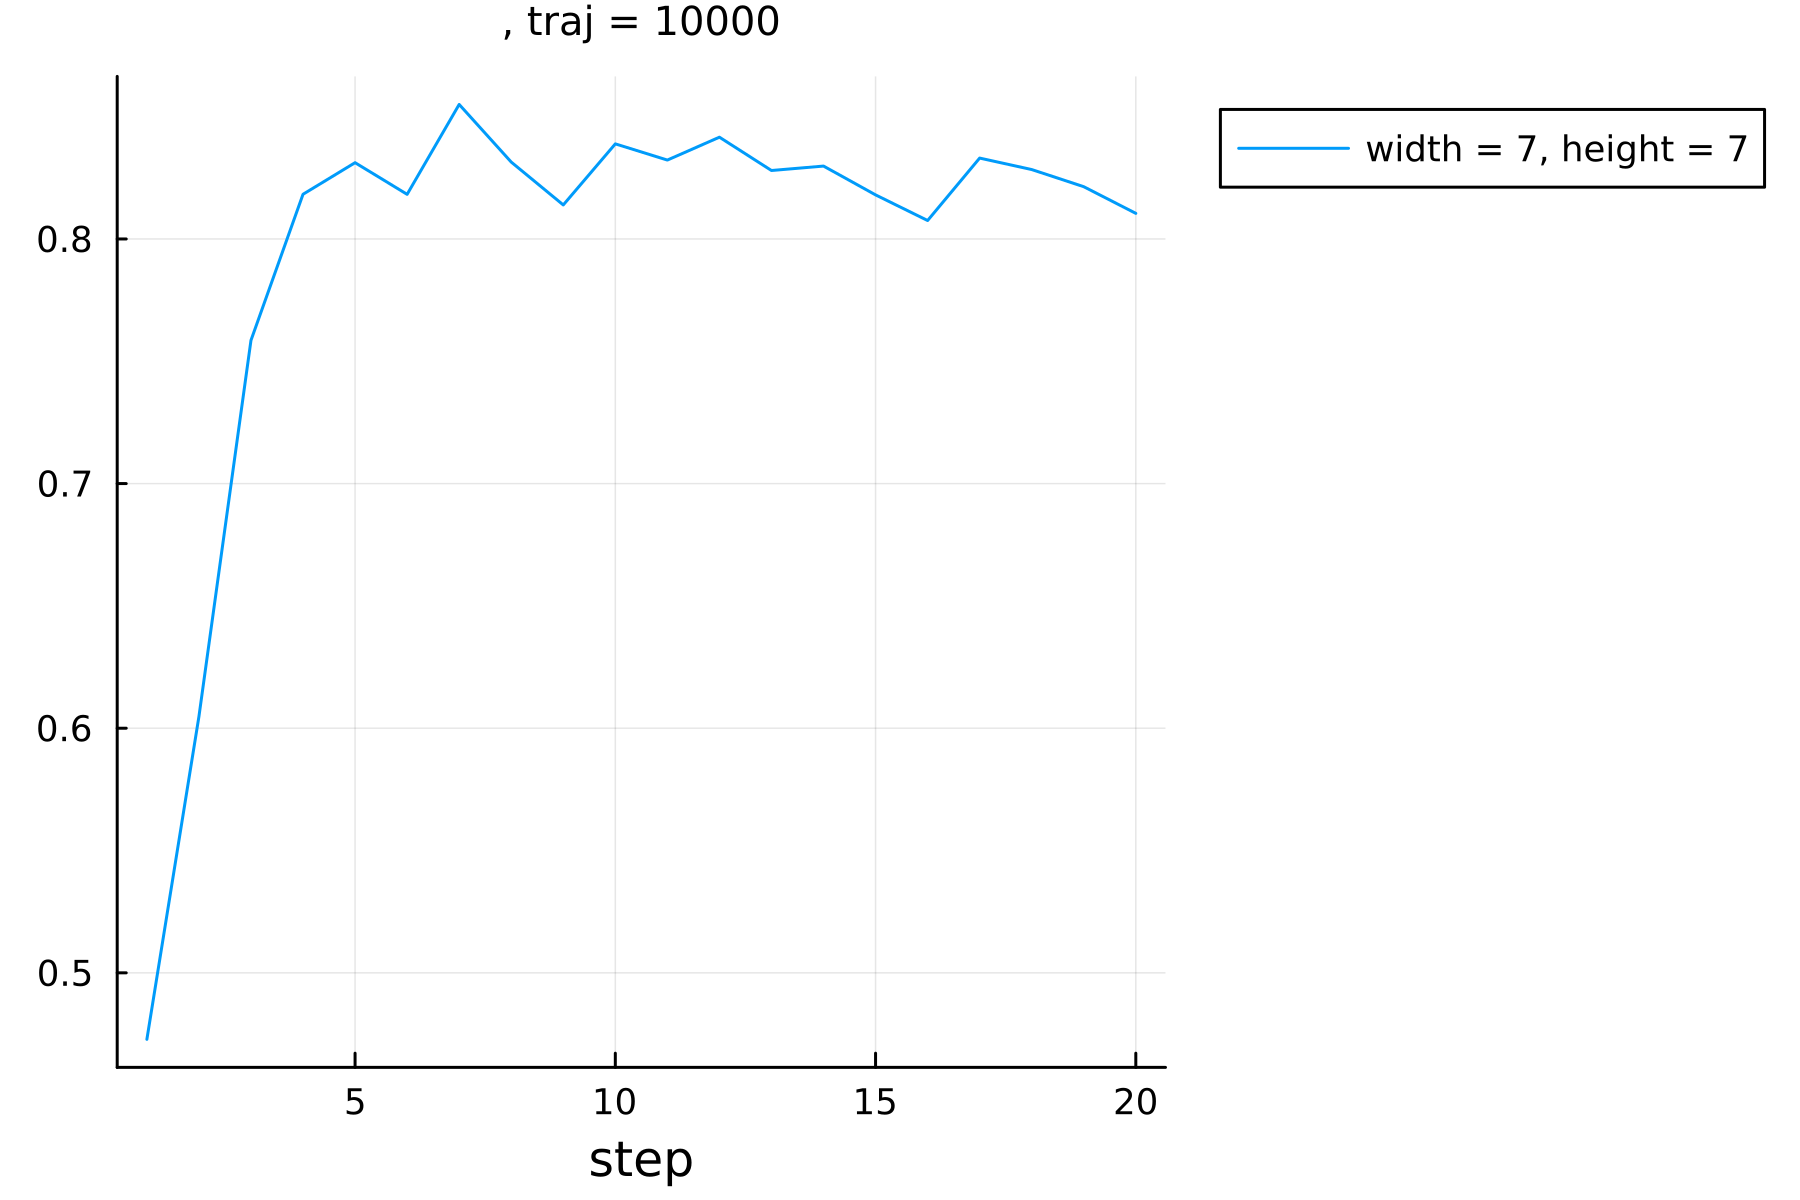 , traj = 10000
width = 7, height = 7
0.8
0.7
0.6
0.5
5 10 15 20
step